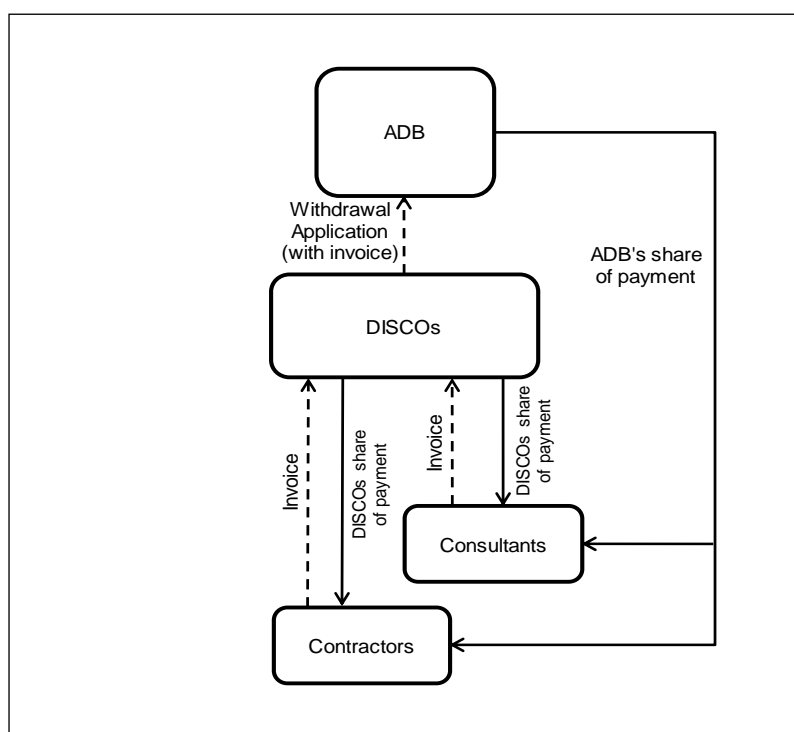 ADB
Withdrawal
Application
(with invoice)
ADB's share
of payment
DISCOs
Invoice
DISCOs share
of payment
Invoice
DISCOs share
of payment
Consultants
Contractors